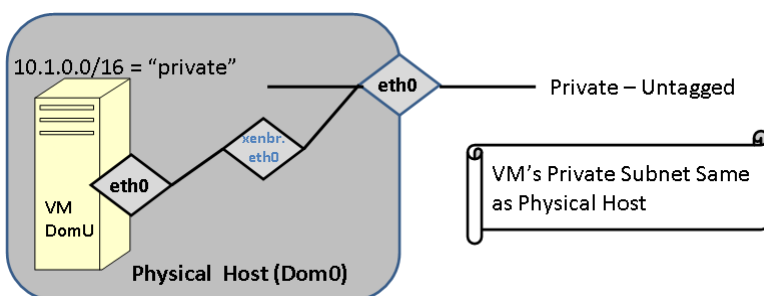 10.1.0.0/16 = “private”
eth0
Private – Untagged
xenbr.
eth0
eth0
VM’s Private Subnet Same
as Physical Host
VM
DomU
Physical Host (Dom0)